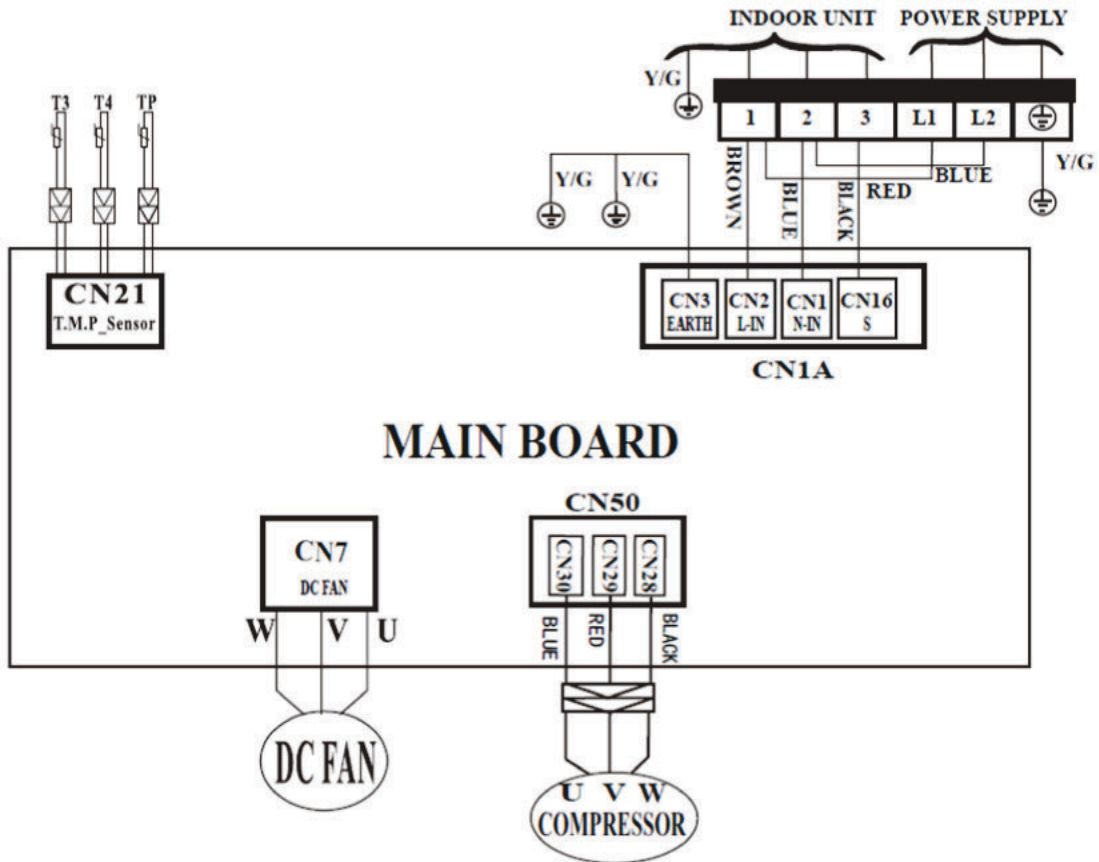 INDOOR UNIT POWER SUPPLY
Y/G
T3 T4 TP
1 2 3 L1 L2
Y/G Y/G
BROWN
BLUE
BLACK
RED
BLUE
Y/G
CN21
T.M.P_Sensor
CN3
EARTH
CN2
L-IN
CN1
N-IN
CN16
S
CN1A
MAIN BOARD
CN7
DC FAN
W V U
DC FAN
CN50
CN30
CN29
CN28
BLUE
RED
BLACK
U V W
COMPRESSOR